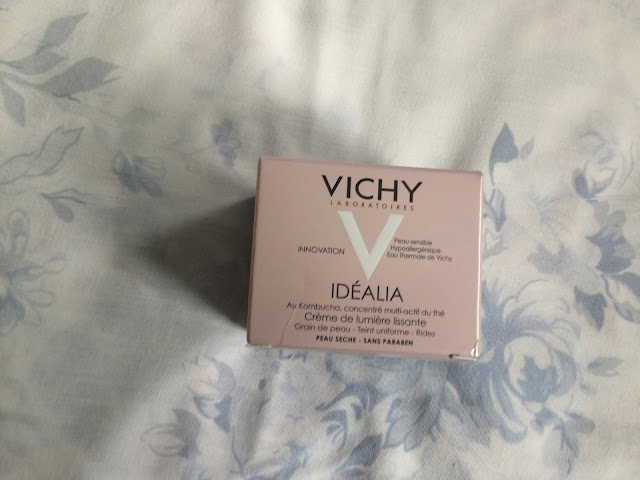 VICHY
LABORATOIRES
V
INNOVATION
Peau sensible
Hypoallergénique
Eau Thermale de Vichy
IDÉALIA
Au Kombucha, concentré multi-actif du thé
Crème de lumière lissante
Grain de peau - Teint uniforme - Rides
PEAU SECHE - SANS PARABEN